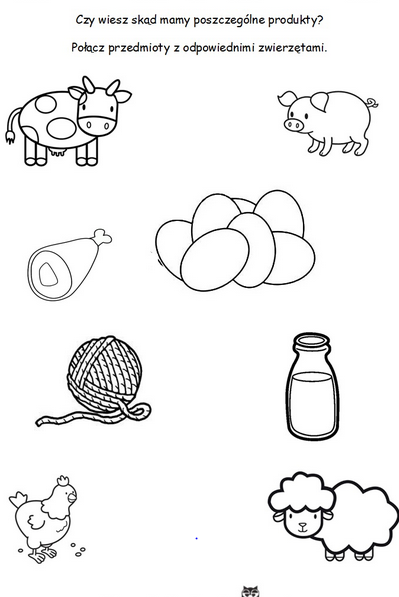 Czy wiesz skąd mamy poszczególne produkty?
Połącz przedmioty z odpowiednimi zwierzętami.